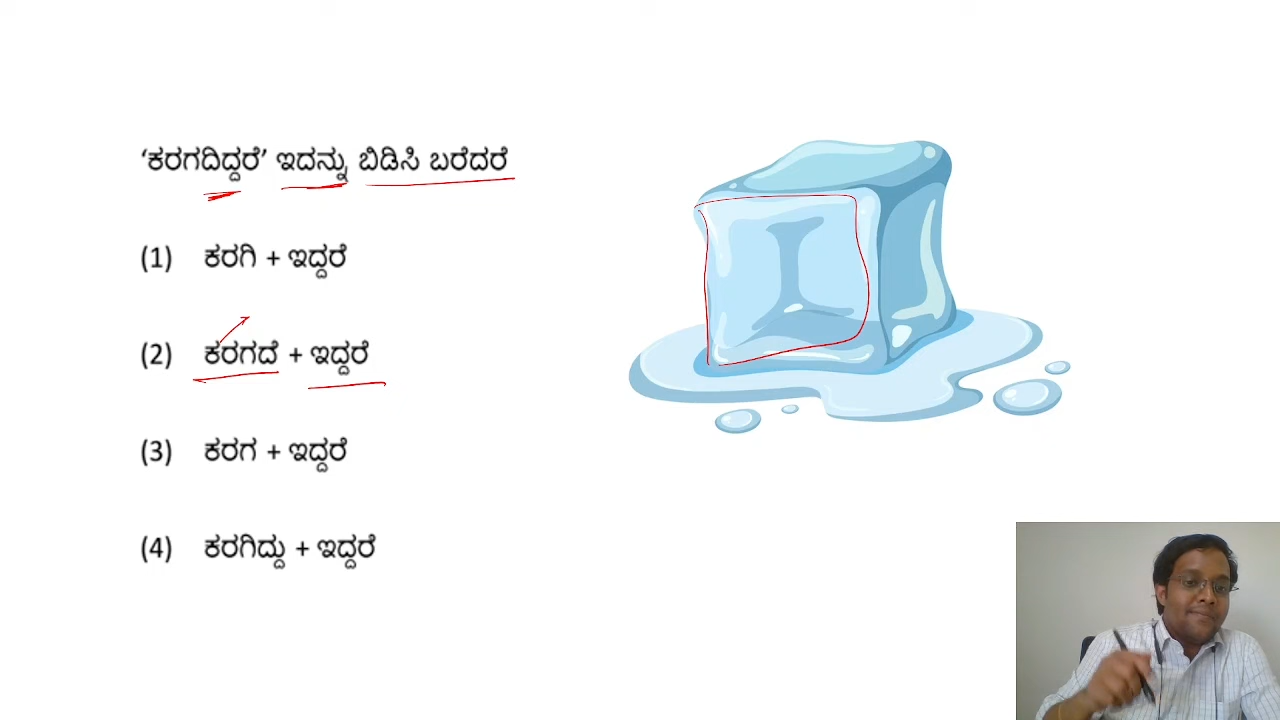 ‘ಕರಗದಿದ್ದರೆ’ ಇದನ್ನು ಬಿಡಿಸಿ ಬರೆದರೆ
(1) ಕರಗಿ + ಇದ್ದರೆ
(2) ಕರಗದೆ + ಇದ್ದರೆ
(3) ಕರಗ + ಇದ್ದರೆ
(4) ಕರಗಿದ್ದು + ಇದ್ದರೆ